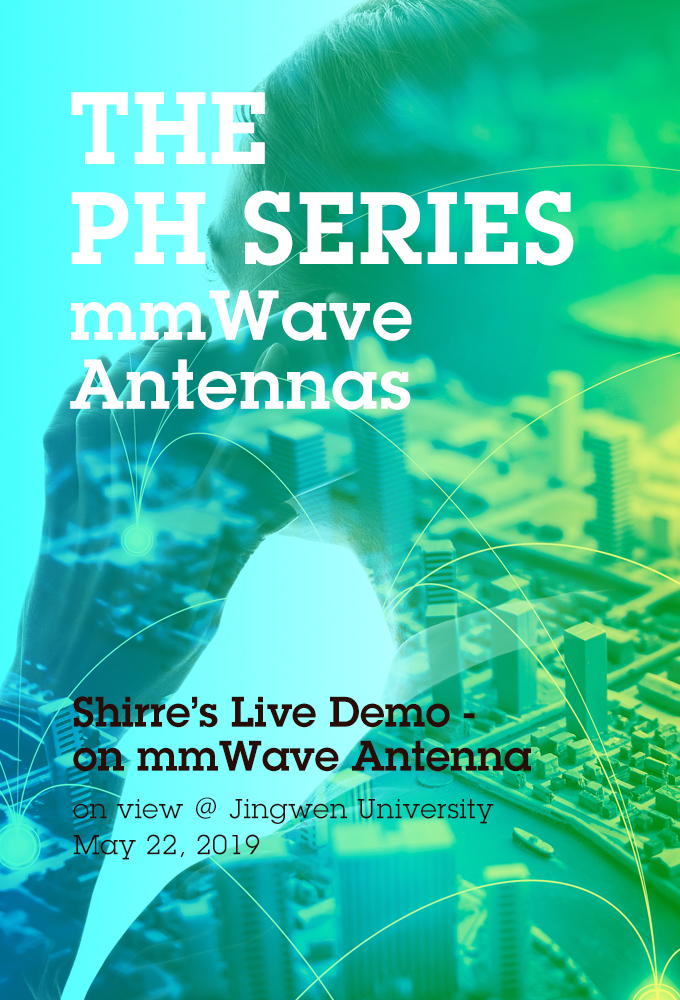 THE
PH SERIES
mmWave
Antennas
Shirre’s Live Demo -
on mmWave Antenna
on view @ Jingwen University
May 22, 2019